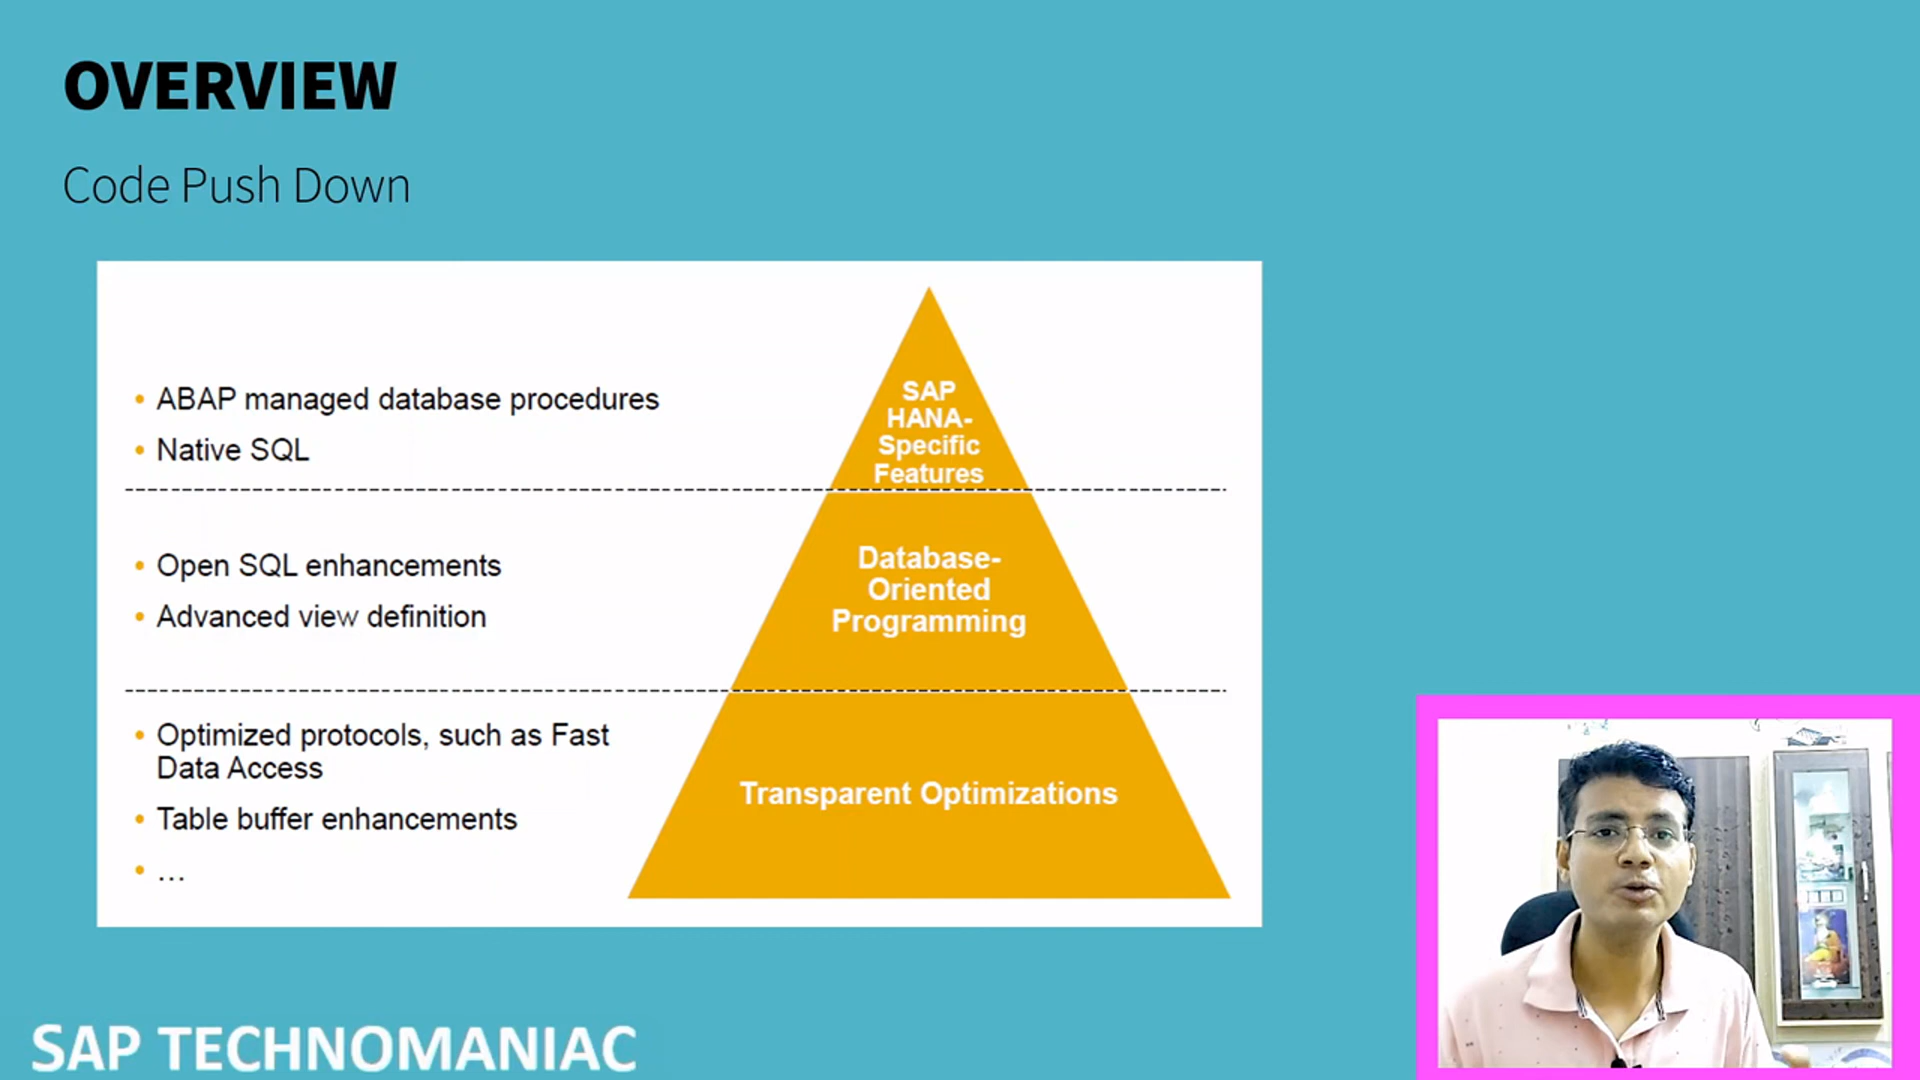 OVERVIEW
Code Push Down
• ABAP managed database procedures
• Native SQL
SAP
HANA-
Specific
Features
• Open SQL enhancements
• Advanced view definition
Database-
Oriented
Programming
• Optimized protocols, such as Fast
Data Access
• Table buffer enhancements
• ...
Transparent Optimizations
SAP TECHNOMANIAC